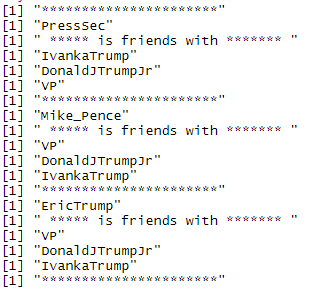 [1] "**********************"
[1] "PressSec"
[1] " ***** is friends with ******* "
[1] "IvankaTrump"
[1] "DonaldJTrumpJr"
[1] "VP"
[1] "**********************"
[1] "Mike_Pence"
[1] " ***** is friends with ******* "
[1] "VP"
[1] "DonaldJTrumpJr"
[1] "IvankaTrump"
[1] "**********************"
[1] "EricTrump"
[1] " ***** is friends with ******* "
[1] "VP"
[1] "DonaldJTrumpJr"
[1] "IvankaTrump"
[1] "**********************"